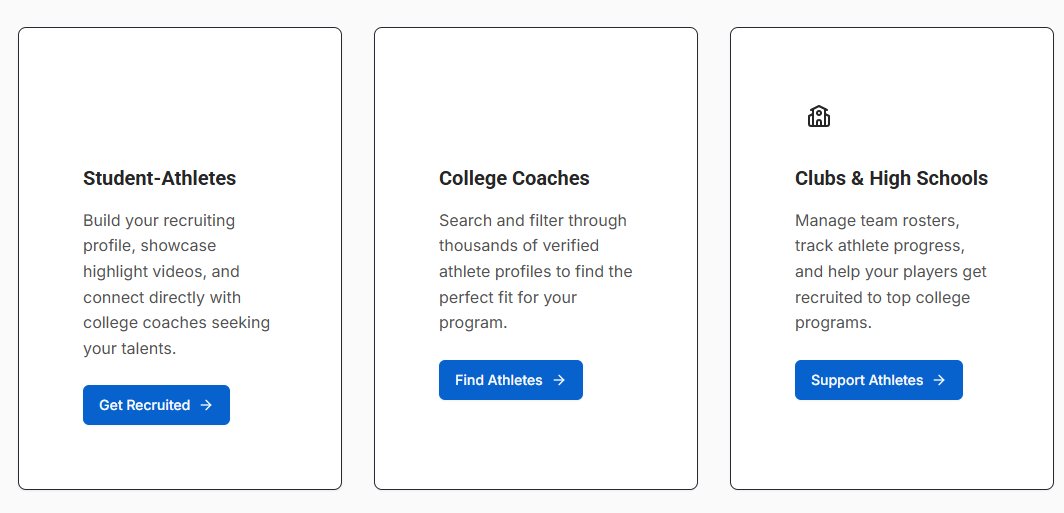 Student-Athletes
Build your recruiting
profile, showcase
highlight videos, and
connect directly with
college coaches seeking
your talents.
Get Recruited
College Coaches
Search and filter through
thousands of verified
athlete profiles to find the
perfect fit for your
program.
Find Athletes
Clubs & High Schools
Manage team rosters,
track athlete progress,
and help your players get
recruited to top college
programs.
Support Athletes